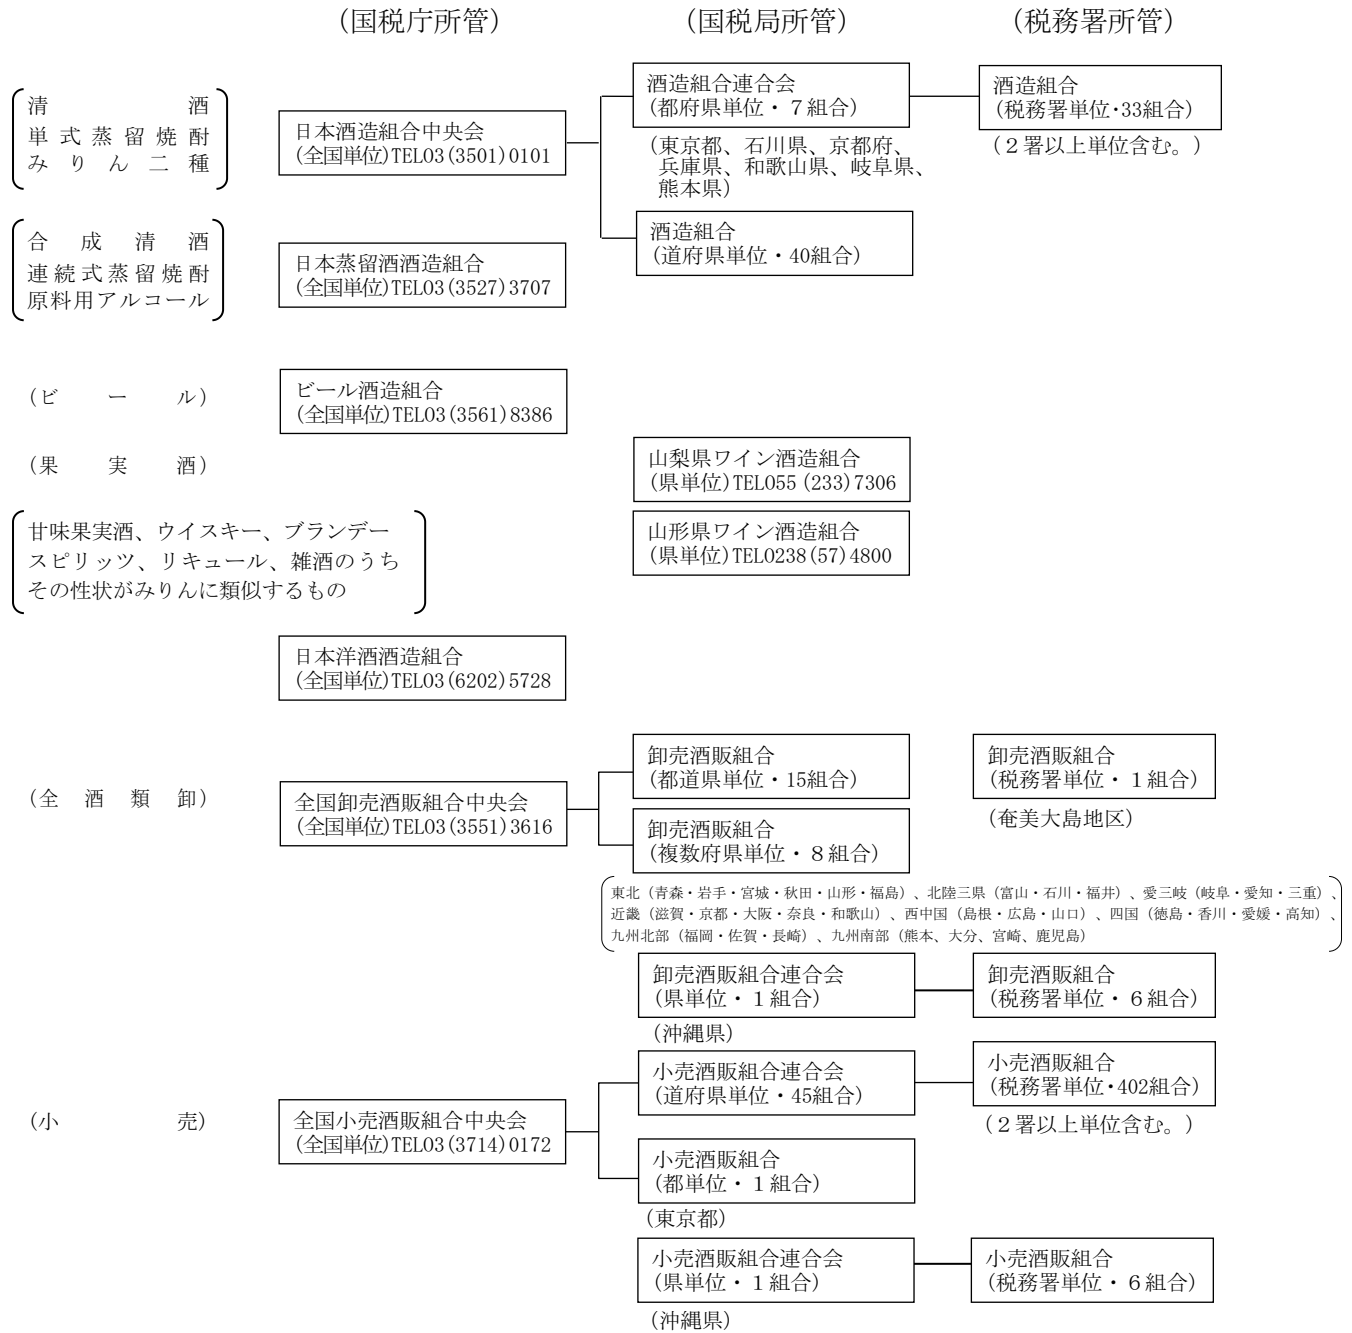 (国税庁所管)
(国税局所管)
(税務署所管)
清酒
単式蒸留焼酎
みりん二種
日本酒造組合中央会
(全国単位)TEL03(3501)0101
酒造組合連合会
(都府県単位・７組合)
(東京都、石川県、京都府、
兵庫県、和歌山県、岐阜県、
熊本県)
酒造組合
(税務署単位・33組合)
(２署以上単位含む。)
酒造組合
(道府県単位・40組合)
合成清酒
連続式蒸留焼酎
原料用アルコール
日本蒸留酒酒造組合
(全国単位)TEL03(3527)3707
(ビール)
ビール酒造組合
(全国単位)TEL03(3561)8386
(果実酒)
山梨県ワイン酒造組合
(県単位)TEL055(233)7306
山形県ワイン酒造組合
(県単位)TEL0238(57)4800
甘味果実酒、ウイスキー、ブランデー
スピリッツ、リキュール、雑酒のうち
その性状がみりんに類似するもの
日本洋酒酒造組合
(全国単位)TEL03(6202)5728
(全酒類卸)
全国卸売酒販組合中央会
(全国単位)TEL03(3551)3616
卸売酒販組合
(都道県単位・15組合)
卸売酒販組合
(税務署単位・１組合)
(奄美大島地区)
卸売酒販組合
(複数府県単位・８組合)
東北（青森・岩手・宮城・秋田・山形・福島）、北陸三県（富山・石川・福井）、愛三岐（岐阜・愛知・三重）、
近畿（滋賀・京都・大阪・奈良・和歌山）、西中国（島根・広島・山口）、四国（徳島・香川・愛媛・高知）、
九州北部（福岡・佐賀・長崎）、九州南部（熊本、大分、宮崎、鹿児島）
卸売酒販組合連合会
(県単位・１組合)
(沖縄県)
卸売酒販組合
(税務署単位・６組合)
(小売)
全国小売酒販組合中央会
(全国単位)TEL03(3714)0172
小売酒販組合連合会
(道府県単位・45組合)
小売酒販組合
(税務署単位・402組合)
(２署以上単位含む。)
小売酒販組合
(都単位・１組合)
(東京都)
小売酒販組合連合会
(県単位・１組合)
(沖縄県)
小売酒販組合
(税務署単位・６組合)